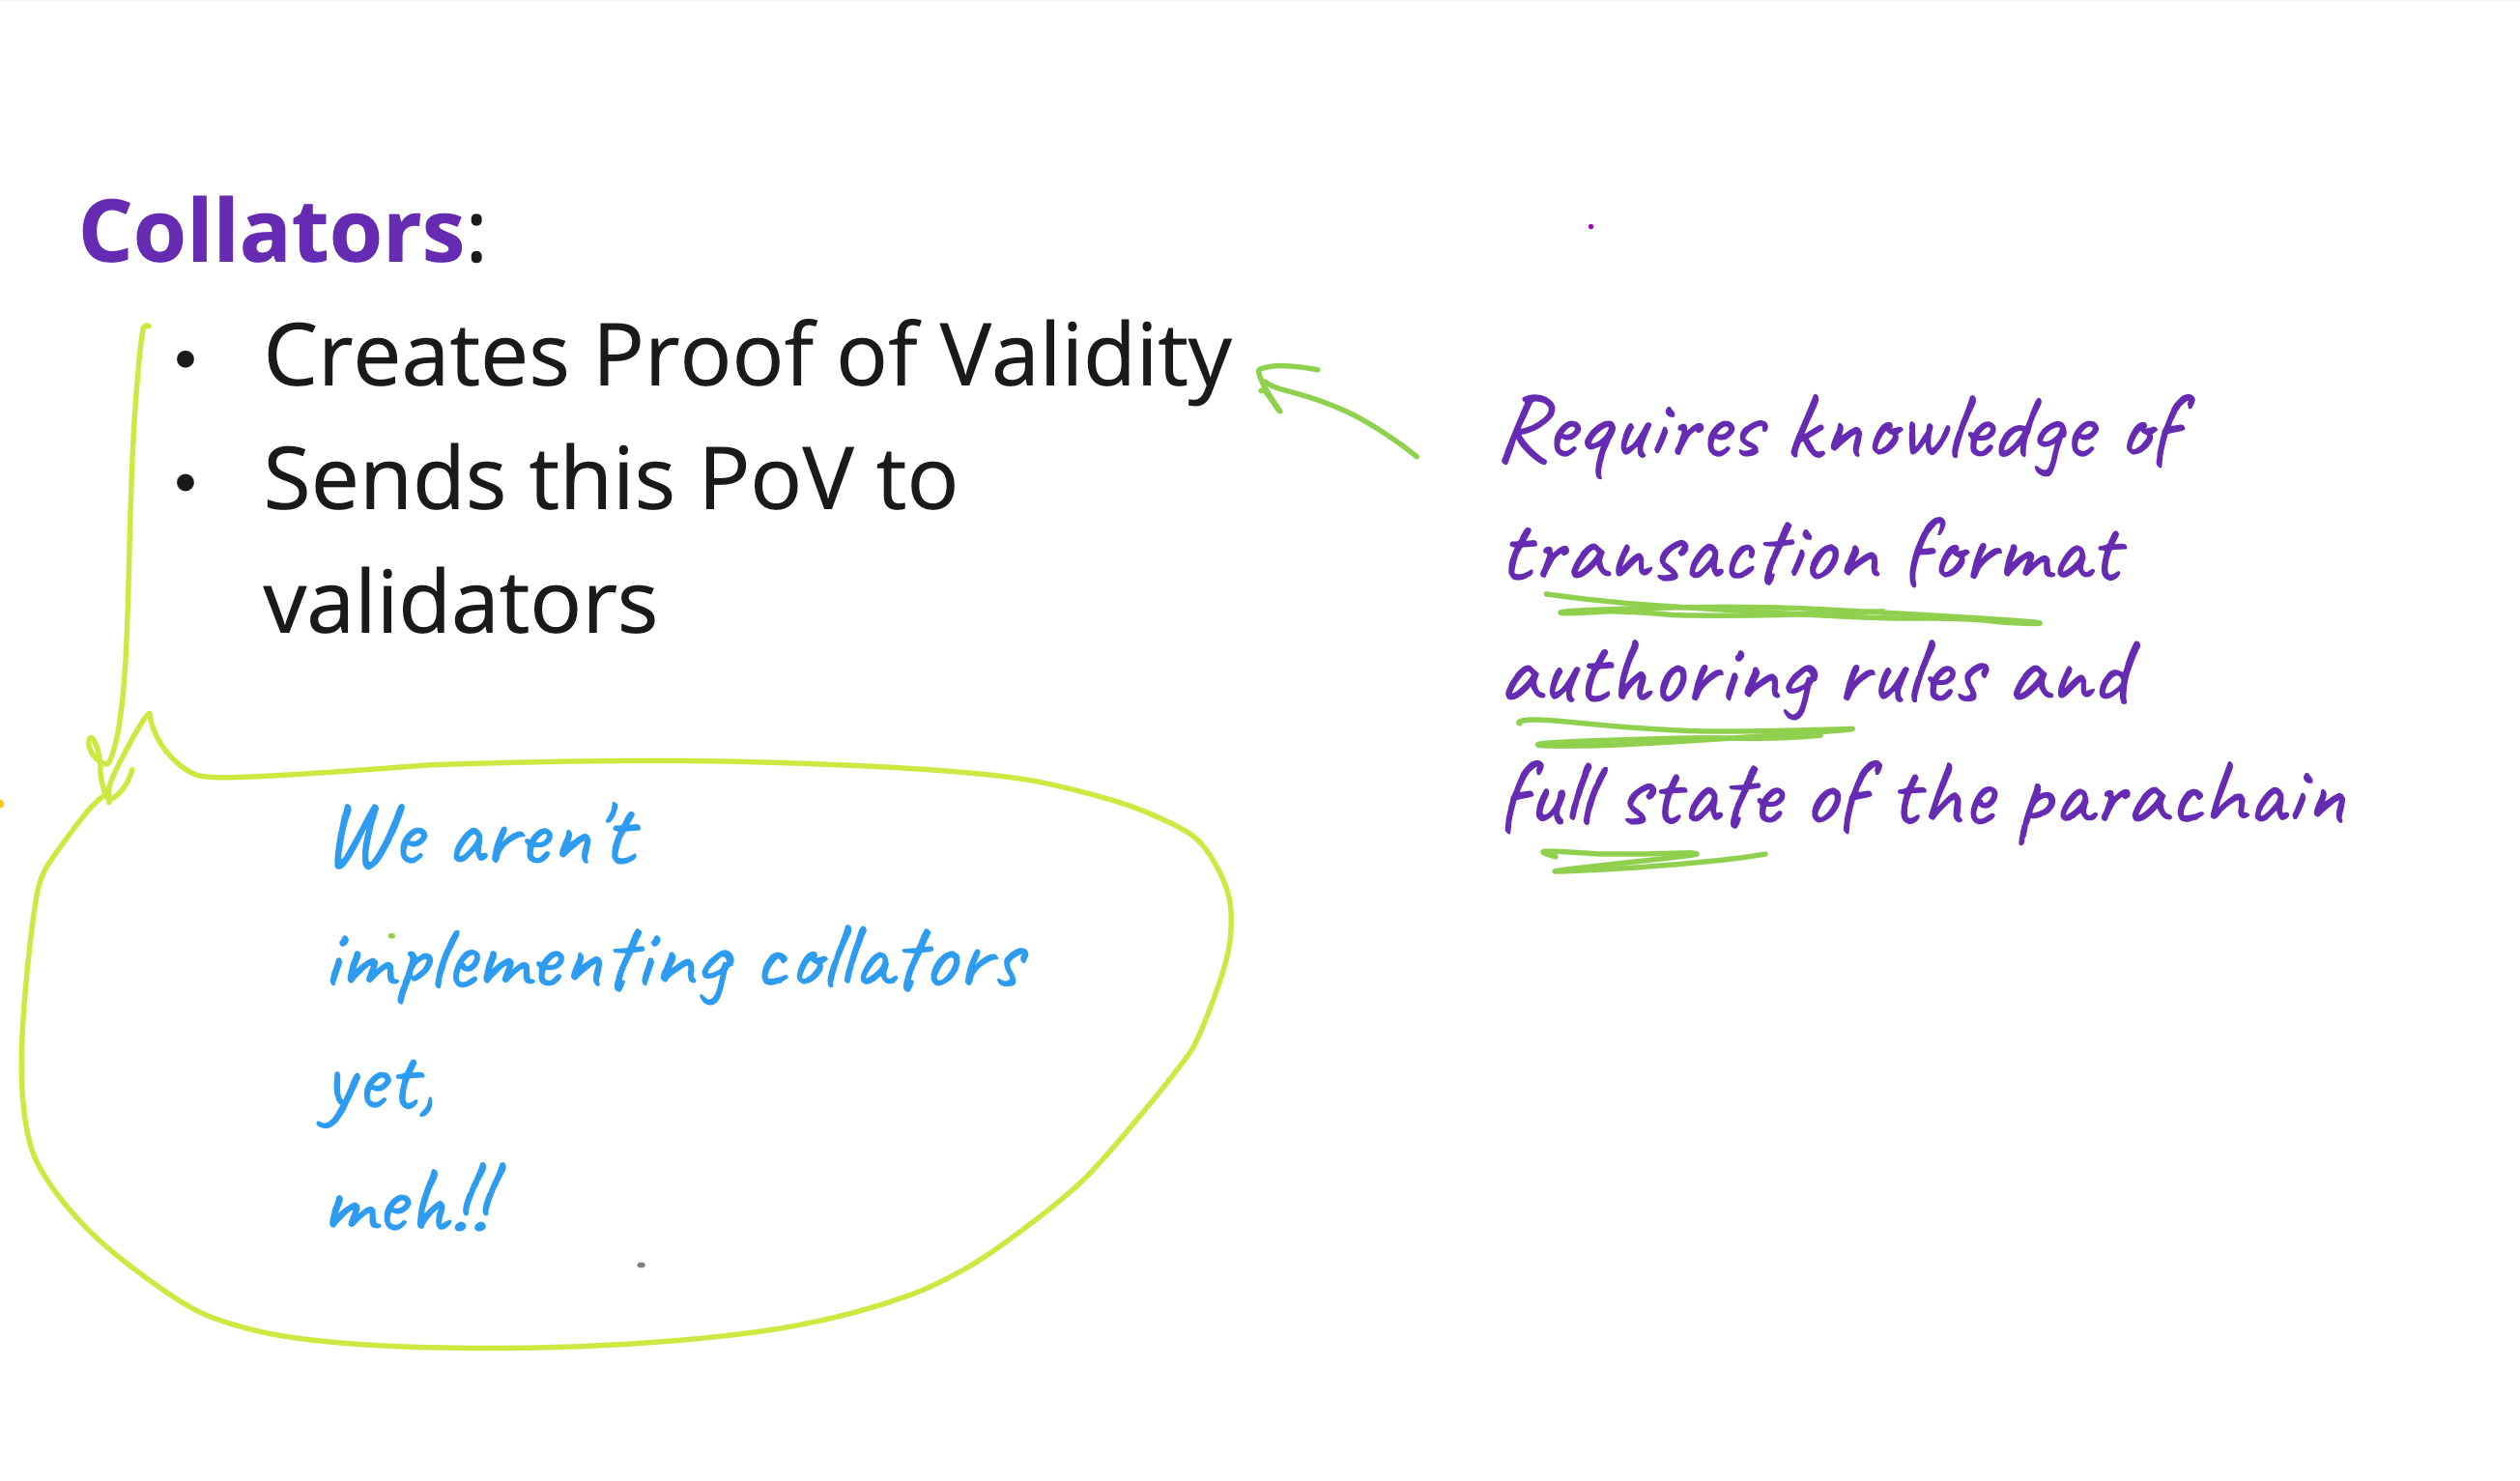 Collators:
• Creates Proof of Validity
• Sends this PoV to
validators
Requires knowledge of
transaction format
authoring rules and
full state of the parachain
We aren't
implementing collators
yet,
meh!!